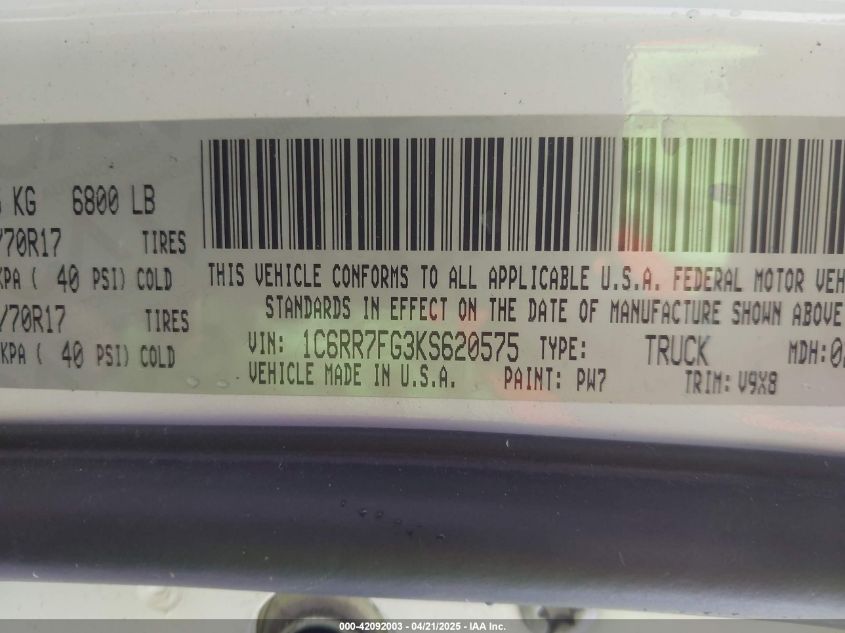 KG 6800 LB
/70R17 TIRES
KPA ( 40 PSI) COLD
/70R17 TIRES
KPA ( 40 PSI) COLD
THIS VEHICLE CONFORMS TO ALL APPLICABLE U.S.A. FEDERAL MOTOR VEH
STANDARDS IN EFFECT ON THE DATE OF MANUFACTURE SHOWN ABOVE
VIN: 1C6RR7FG3KS620575 TYPE: TRUCK MDH:0
VEHICLE MADE IN U.S.A. PAINT: PW7 TRIM: V9X8
000-42092003 - 04/21/2025 - IAA Inc.